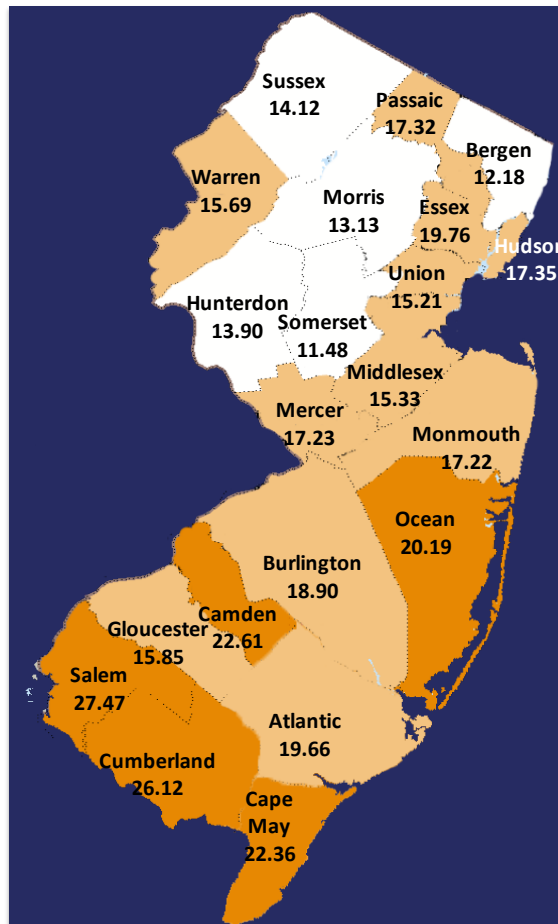 Sussex
14.12
Passaic
17.32
Bergen
12.18
Warren
15.69
Morris
13.13
Essex
19.76
Hudson
17.35
Union
15.21
Hunterdon
13.90
Somerset
11.48
Middlesex
15.33
Mercer
17.23
Monmouth
17.22
Ocean
20.19
Burlington
18.90
Camden
22.61
Gloucester
15.85
Salem
27.47
Atlantic
19.66
Cumberland
26.12
Cape
May
22.36